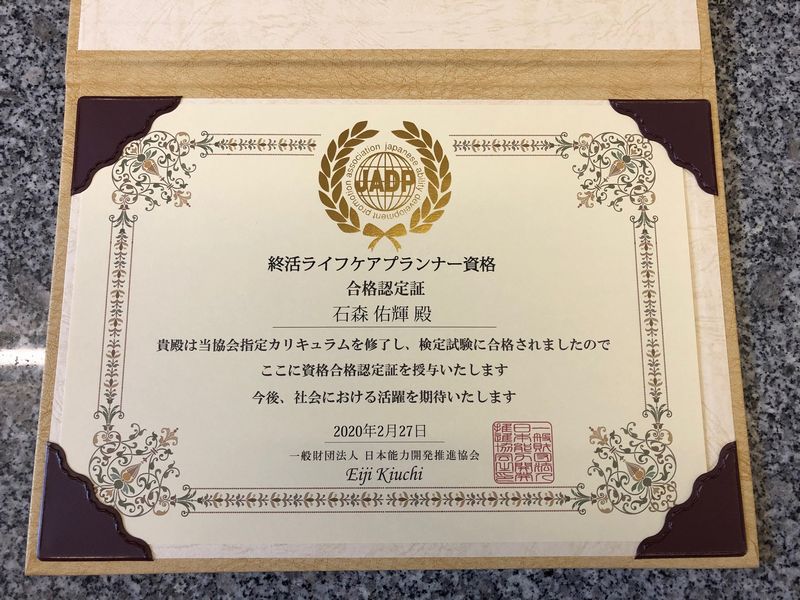 japanese ability development promotion association
JADP
終活ライフケアプランナー資格
合格認定証
石森 佑輝 殿
貴殿は当協会指定カリキュラムを修了し、検定試験に合格されましたので
ここに資格合格認定証を授与いたします
今後、社会における活躍を期待いたします
2020年2月27日
一般財団法人 日本能力開発推進協会
Eiji Kiuchi